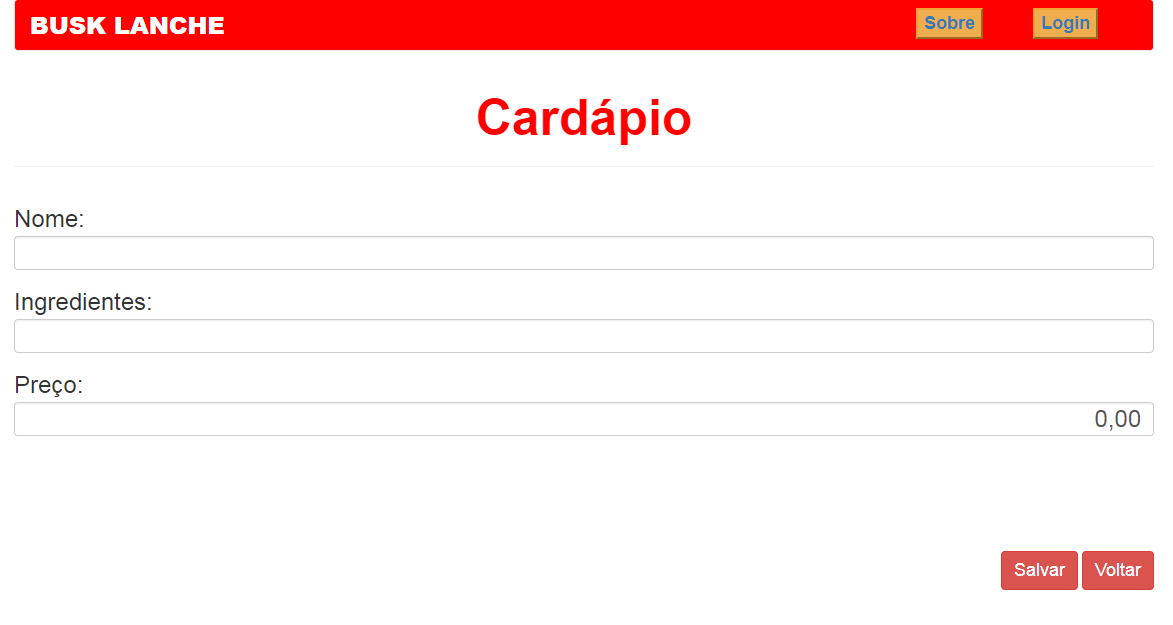 BUSK LANCHE Sobre Login
Cardápio
Nome:
Ingredientes:
Preço:
0,00
Salvar Voltar